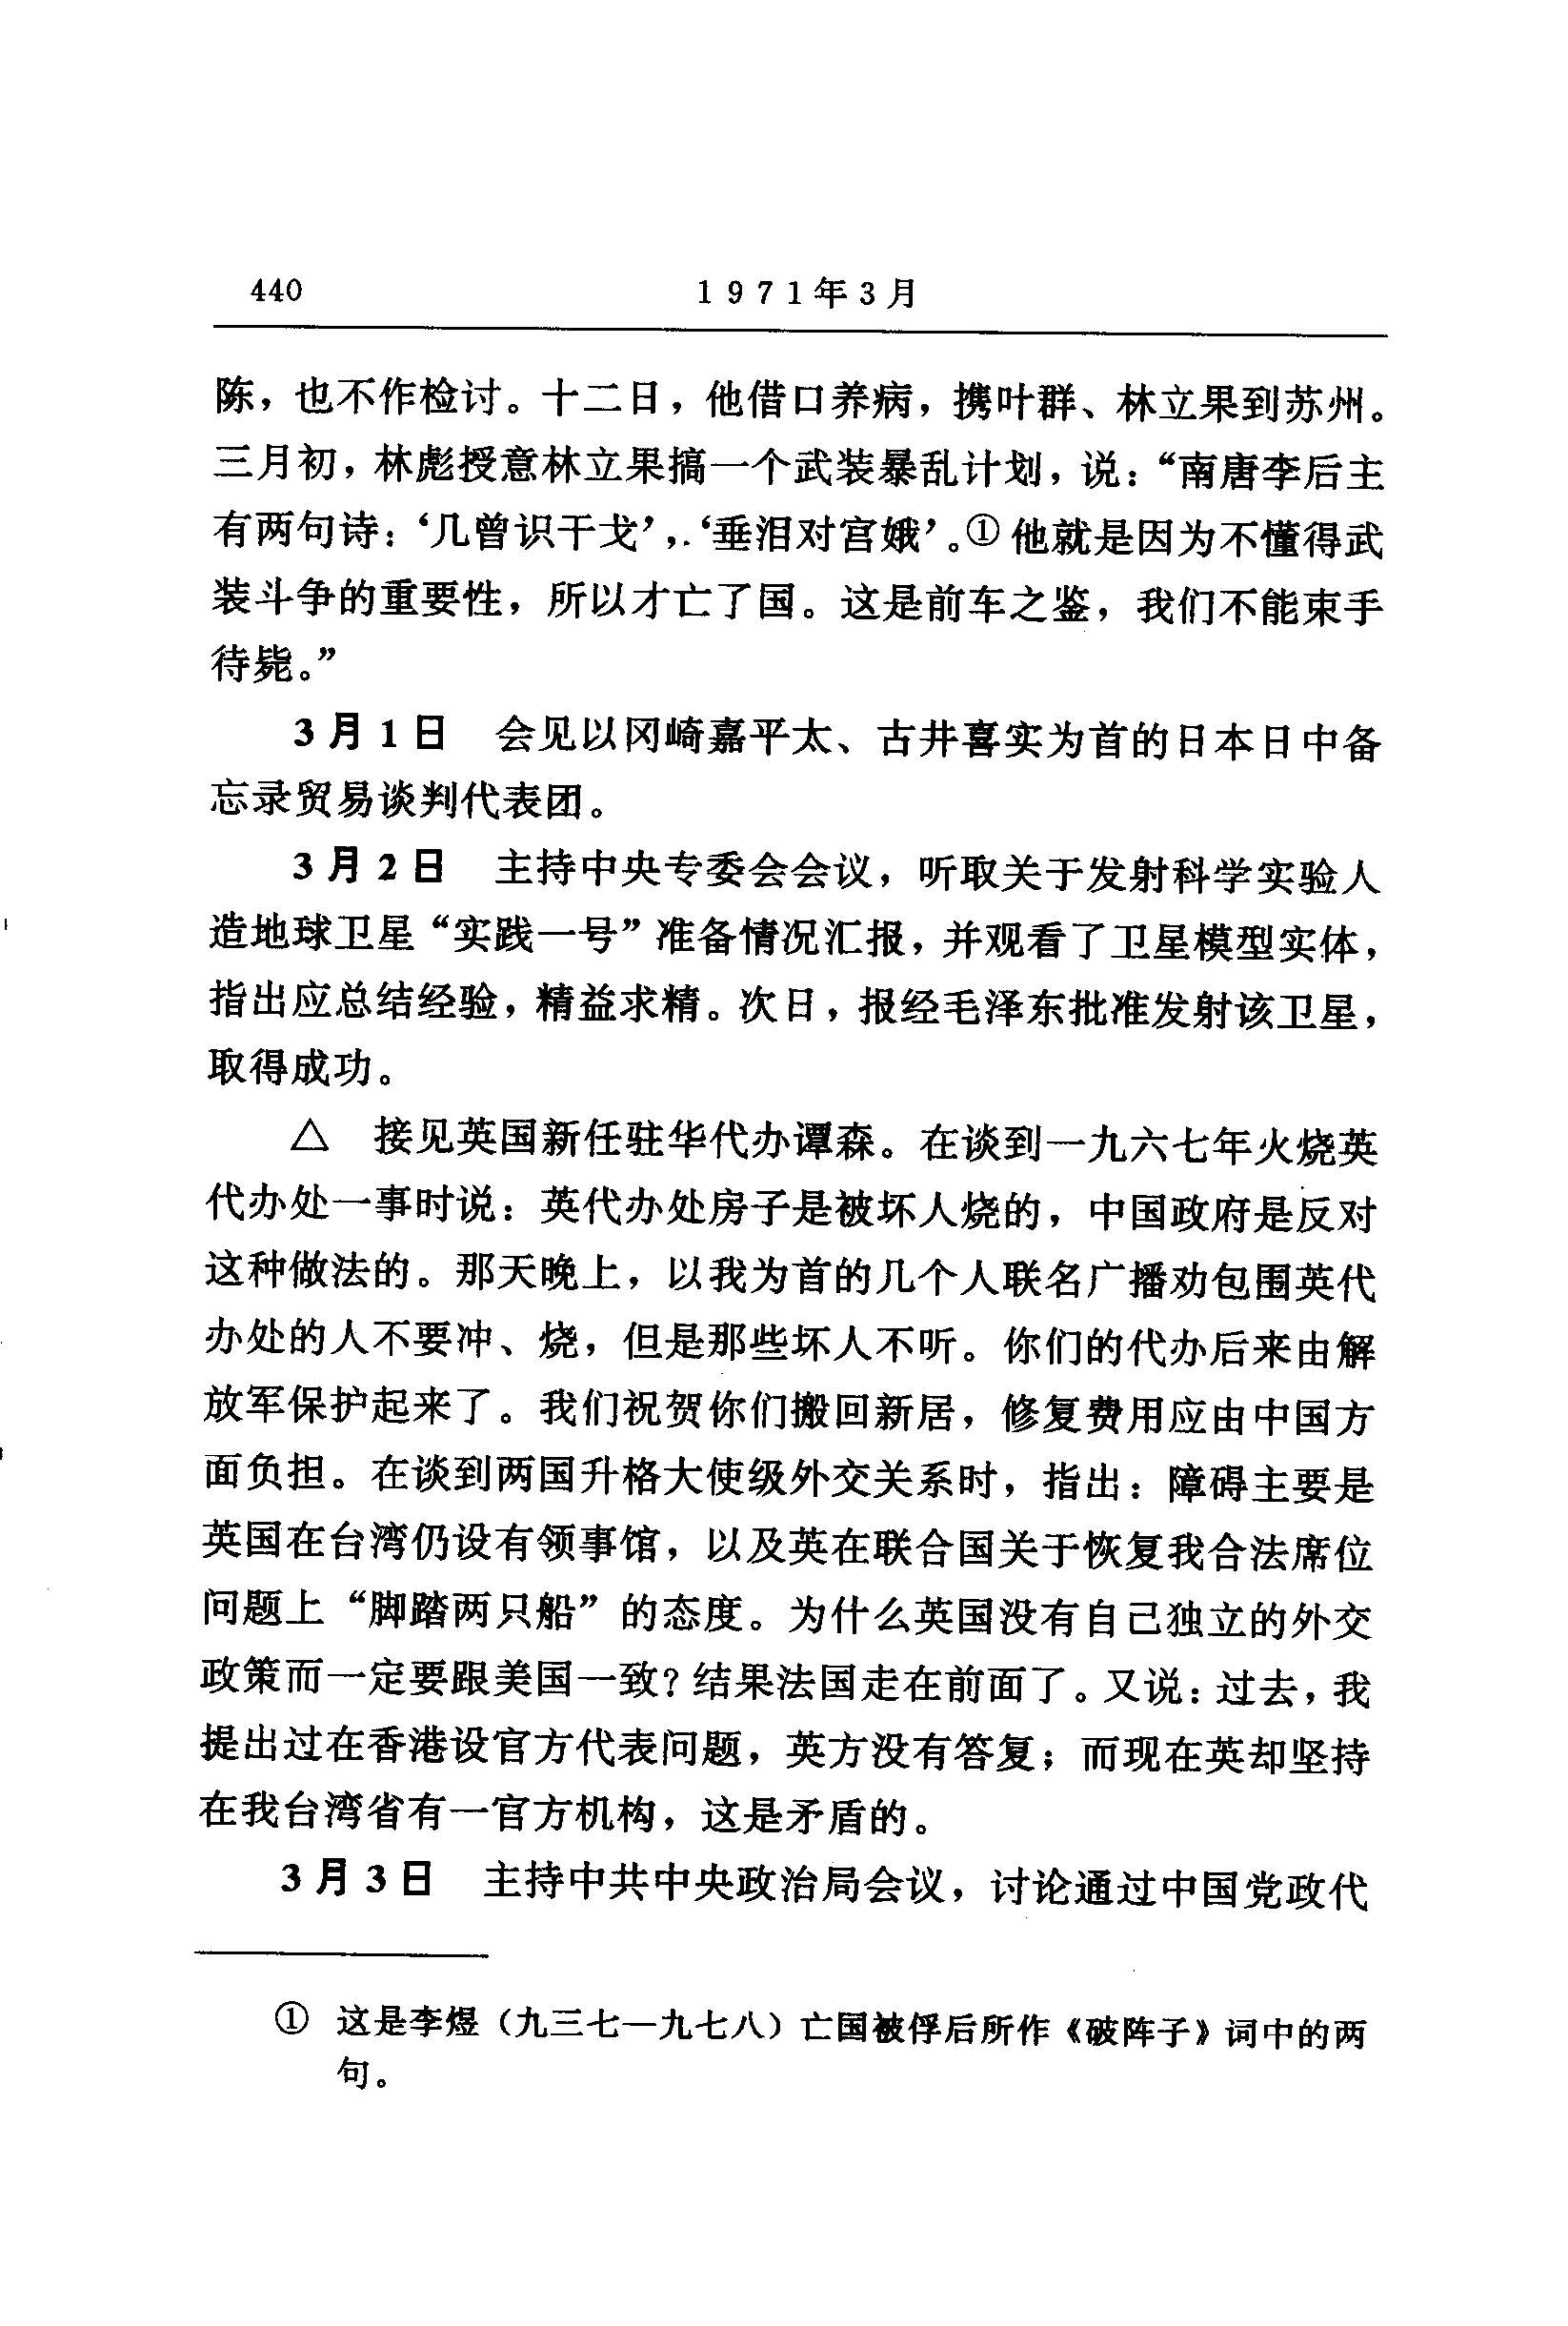 440
1971年3月
陈，也不作检讨。十二日，他借口养病，携叶群、林立果到苏州。
三月初，林彪授意林立果搞一个武装暴乱计划，说：“南唐李后主
有两句诗：‘几曾识干戈’，‘垂泪对宫娥’。①他就是因为不懂得武
装斗争的重要性，所以才亡了国。这是前车之鉴，我们不能束手
待毙。”
3月1日　会见以冈崎嘉平太、古井喜实为首的日本日中备
忘录贸易谈判代表团。
3月2日　主持中央专委会会议，听取关于发射科学实验人
造地球卫星“实践一号”准备情况汇报，并观看了卫星模型实体，
指出应总结经验，精益求精。次日，报经毛泽东批准发射该卫星，
取得成功。
△　接见英国新任驻华代办谭森。在谈到一九六七年火烧英
代办处一事时说：英代办处房子是被坏人烧的，中国政府是反对
这种做法的。那天晚上，以我为首的几个人联名广播劝包围英代
办处的人不要冲、烧，但是那些坏人不听。你们的代办后来由解
放军保护起来了。我们祝贺你们搬回新居，修复费用应由中国方
面负担。在谈到两国升格大使级外交关系时，指出：障碍主要是
英国在台湾仍设有领事馆，以及英在联合国关于恢复我合法席位
问题上“脚踏两只船”的态度。为什么英国没有自己独立的外交
政策而一定要跟美国一致？结果法国走在前面了。又说：过去，我
提出过在香港设官方代表问题，英方没有答复；而现在英却坚持
在我台湾省有一官方机构，这是矛盾的。
3月3日　主持中共中央政治局会议，讨论通过中国党政代
①　这是李煜（九三七—九七八）亡国被俘后所作《破阵子》词中的两
句。